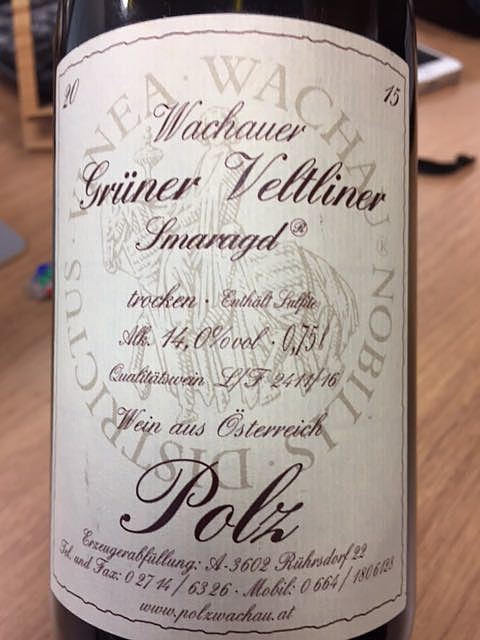 20 15
VINEA · WACHAU® NOBILIS · DISTRICTUS ·
Wachauer
Grüner Veltliner
Smaragd®
trocken · Enthält Sulfite
Alk. 14,0%vol · 0,75l
Qualitätswein L/F 2411/16
Wein aus Österreich
Polz
Erzeugerabfüllung: A-3602 Rührsdorf 22
Tel. und Fax: 0 27 14 / 63 26 · Mobil: 0 664 / 180 61 23
www.polzwachau.at